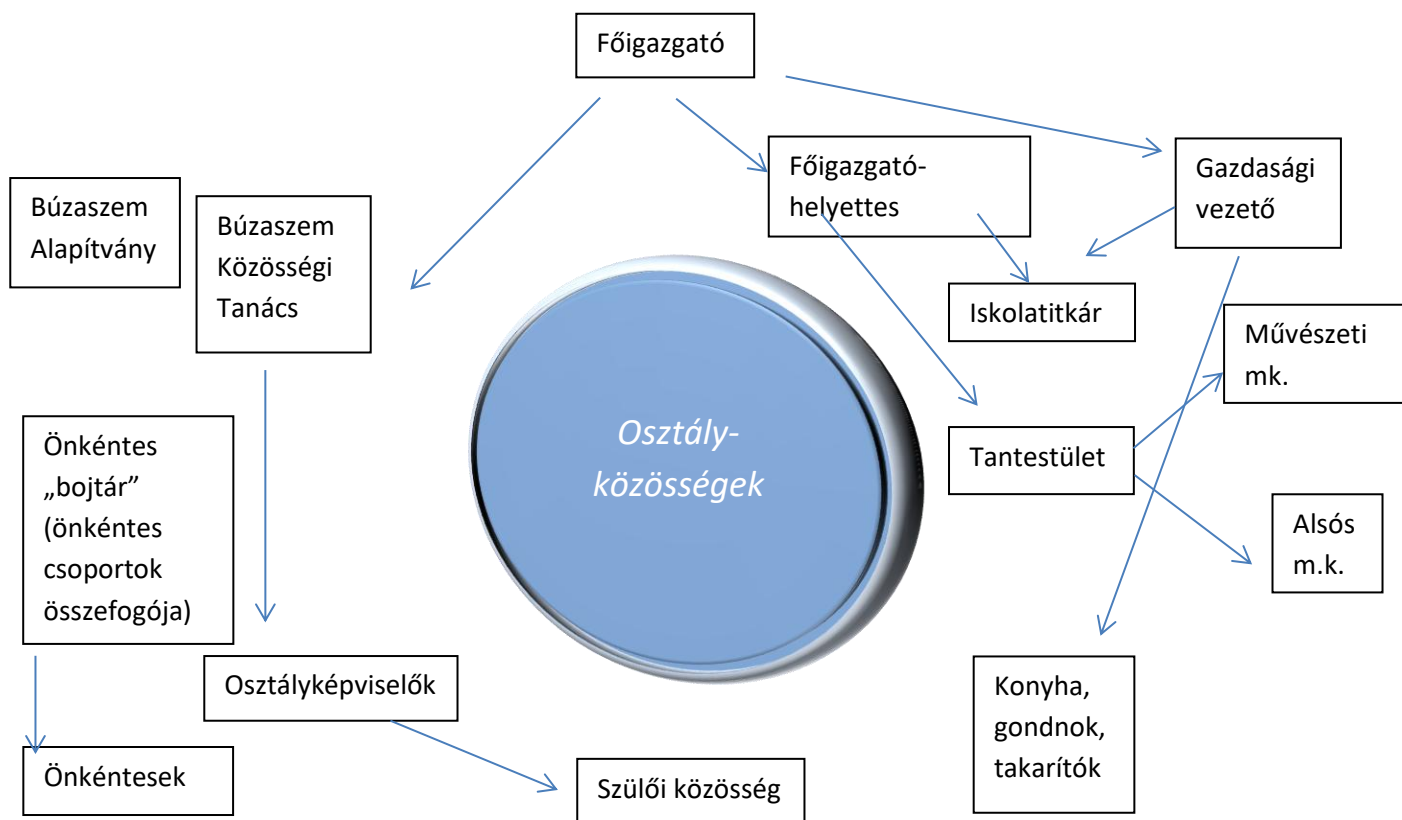 Főigazgató
Főigazgató-
helyettes
Gazdasági
vezető
Búzaszem
Alapítvány
Búzaszem
Közösségi
Tanács
Iskolatitkár
Művészeti
mk.
Önkéntes
„bojtár”
(önkéntes
csoportok
összefogója)
Osztály-
közösségek
Tantestület
Alsós
m.k.
Osztályképviselők
Konyha,
gondnok,
takarítók
Önkéntesek
Szülői közösség